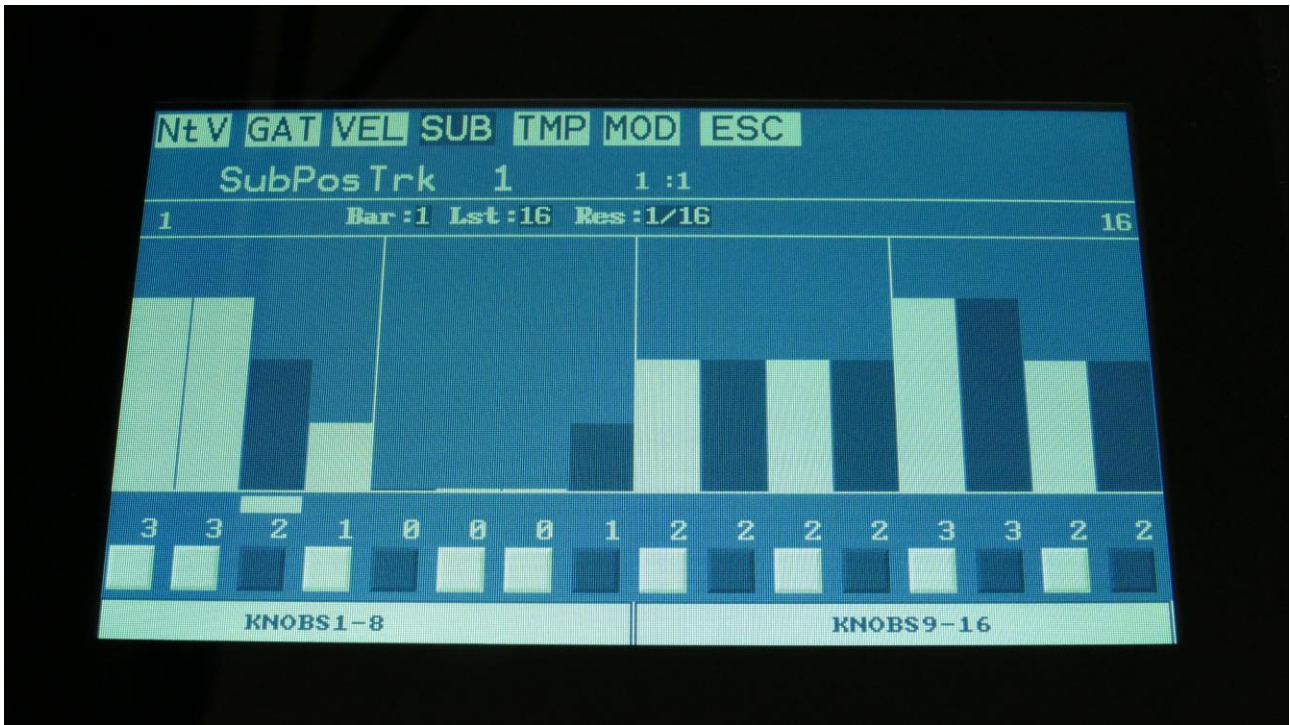 NtV GAT VEL SUB TMP MOD ESC
SubPosTrk 1 1 :1
1 Bar:1 Lst:16 Res:1/16 16
3 3 2 1 0 0 0 1 2 2 2 2 3 3 2 2
KNOBS1-8 KNOBS9-16